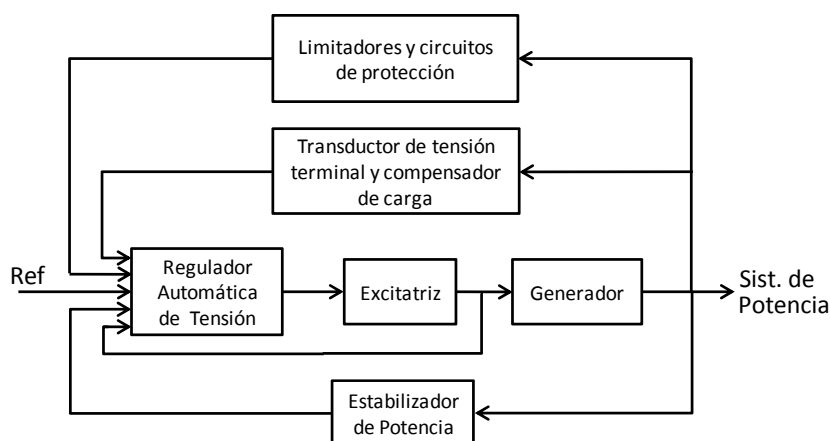 Limitadores y circuitos
de protección
Transductor de tensión
terminal y compensador
de carga
Ref
Regulador
Automática
de Tensión
Excitatriz
Generador
Sist. de
Potencia
Estabilizador
de Potencia